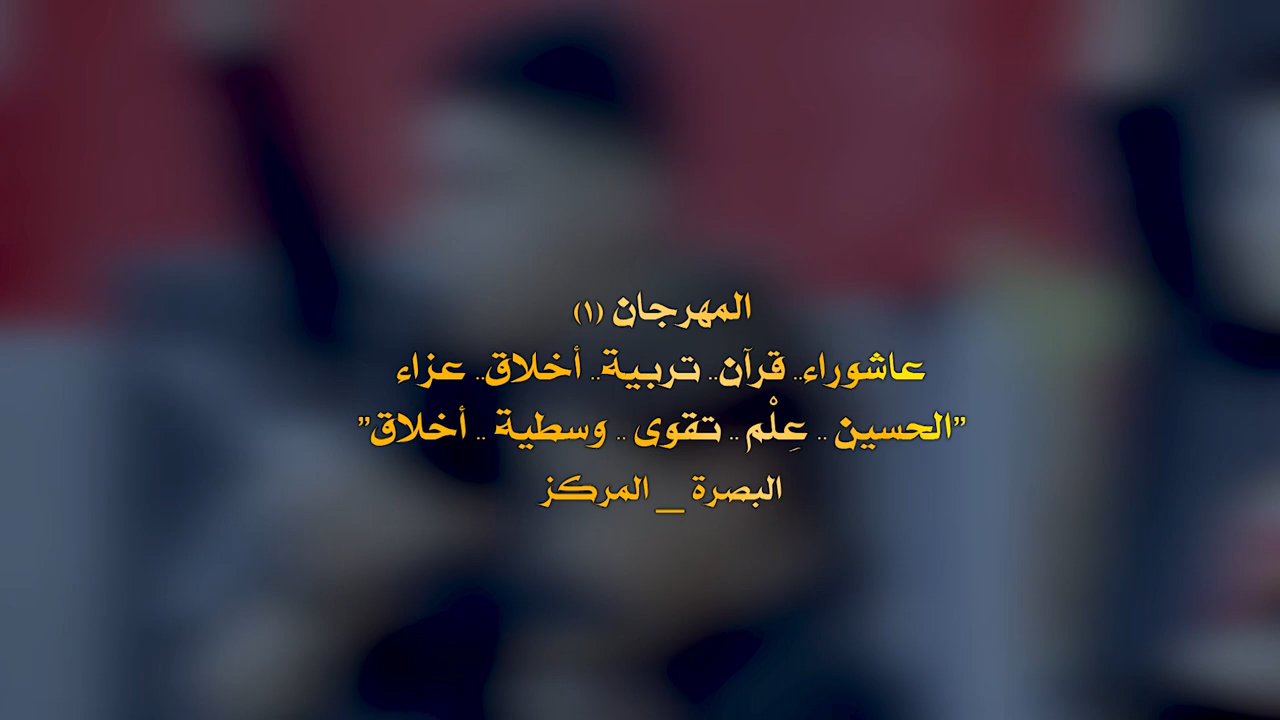 المهرجان (١)
عاشوراء.. قرآن.. تربية.. أخلاق.. عزاء
”الحسين .. عِلْم .. تقوى .. وسطية .. أخلاق”
البصرة _ المركز